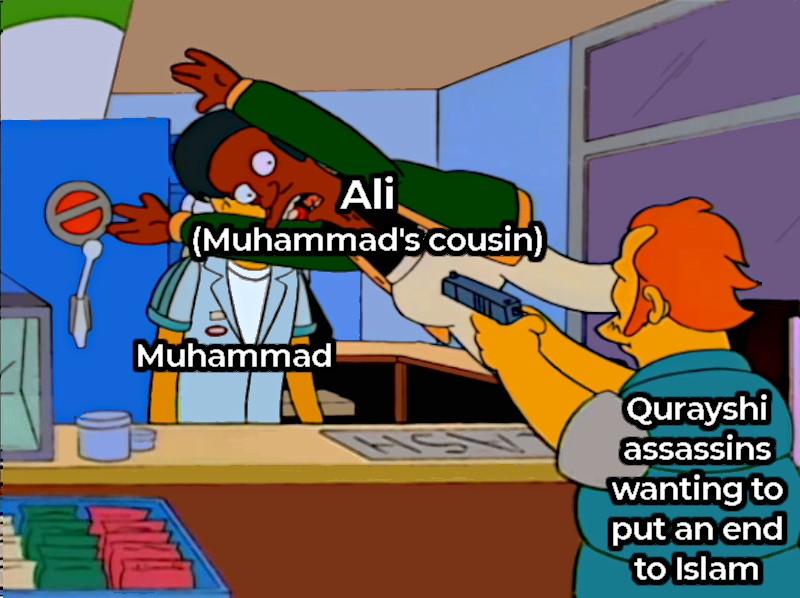 Ali
(Muhammad's cousin)
Muhammad
Qurayshi
assassins
wanting to
put an end
to Islam